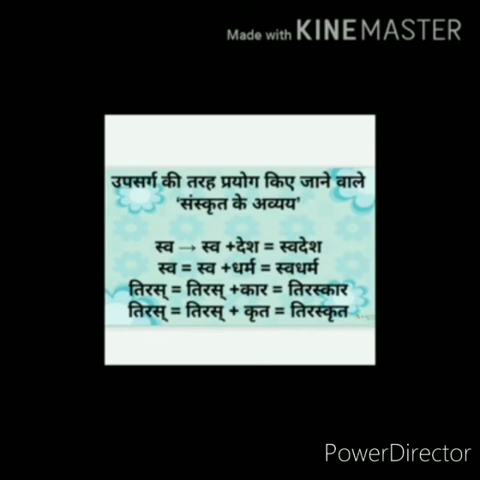 Made with KINEMASTER
उपसर्ग की तरह प्रयोग किए जाने वाले
'संस्कृत के अव्यय'
स्व → स्व +देश = स्वदेश
स्व = स्व +धर्म = स्वधर्म
तिरस् = तिरस् +कार = तिरस्कार
तिरस् = तिरस् + कृत = तिरस्कृत
PowerDirector